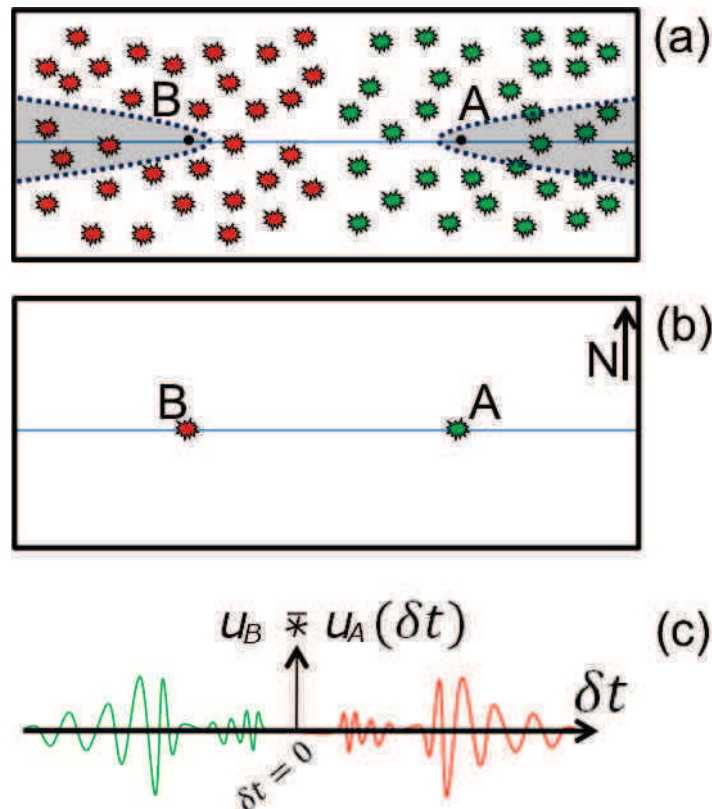 (a)
B
A
(b)
N
B
A
(c)
u_B ⋆̄ u_A(δt)
δt
δt = 0